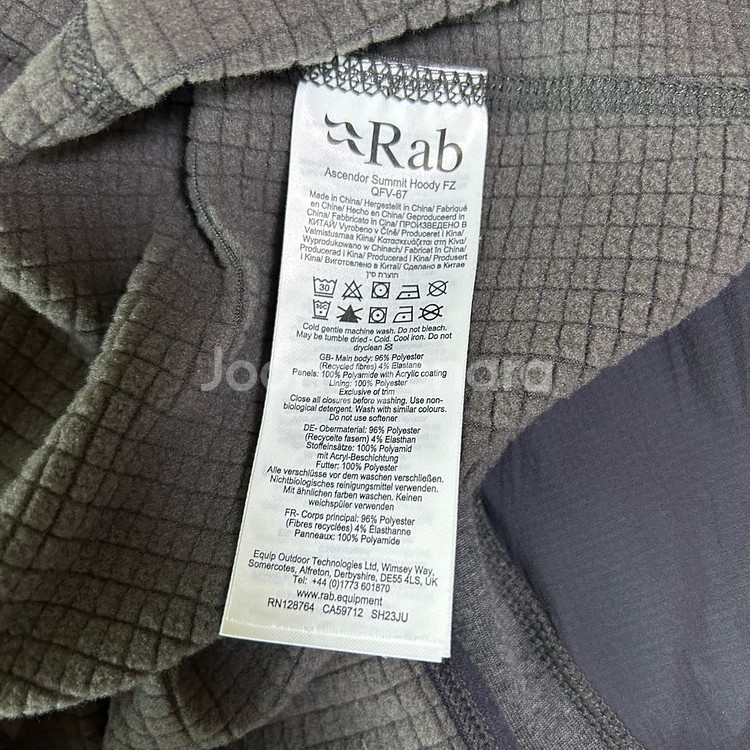 Rab
Ascendor Summit Hoody FZ
QFV-67
Made in China/ Hergestellt in China/ Fabriqué
en Chine/ Hecho en China/ Geproduceerd in
China/ Fabbricato in Cina/ ПРОИЗВЕДЕНО В
КИТАЙ/ Vyrobeno v Číně/ Produceret i Kina/
Valmistusmaa Kiina/ Κατασκευάζεται στη Κίνα/
Wyprodukowano w Chinach/ Fabricat în China/
Producerad i Kina/ Producerad i Kina/ Produsert
i Kina/ Виготовлено в Китаї/ Сделано в Китае
תוצרת סין
30
Cold gentle machine wash. Do not bleach.
May be tumble dried - Cold. Cool iron. Do not
dryclean
GB- Main body: 96% Polyester
(Recycled fibres) 4% Elastane
Panels: 100% Polyamide with Acrylic coating
Lining: 100% Polyester
Exclusive of trim
Close all closures before washing. Use non-
biological detergent. Wash with similar colours.
Do not use softener
DE- Obermaterial: 96% Polyester
(Recycelte fasern) 4% Elasthan
Stoffeinsätze: 100% Polyamid
mit Acryl-Beschichtung
Futter: 100% Polyester
Alle verschlüsse vor dem waschen verschließen.
Nichtbiologisches reinigungsmittel verwenden.
Mit ähnlichen farben waschen. Keinen
weichspüler verwenden
FR- Corps principal: 96% Polyester
(Fibres recyclées) 4% Élasthanne
Panneaux: 100% Polyamide
Equip Outdoor Technologies Ltd, Wimsey Way,
Somercotes, Alfreton, Derbyshire, DE55 4LS, UK
Tel: +44 (0)1773 601870
www.rab.equipment
RN128764 CA59712 SH23JU